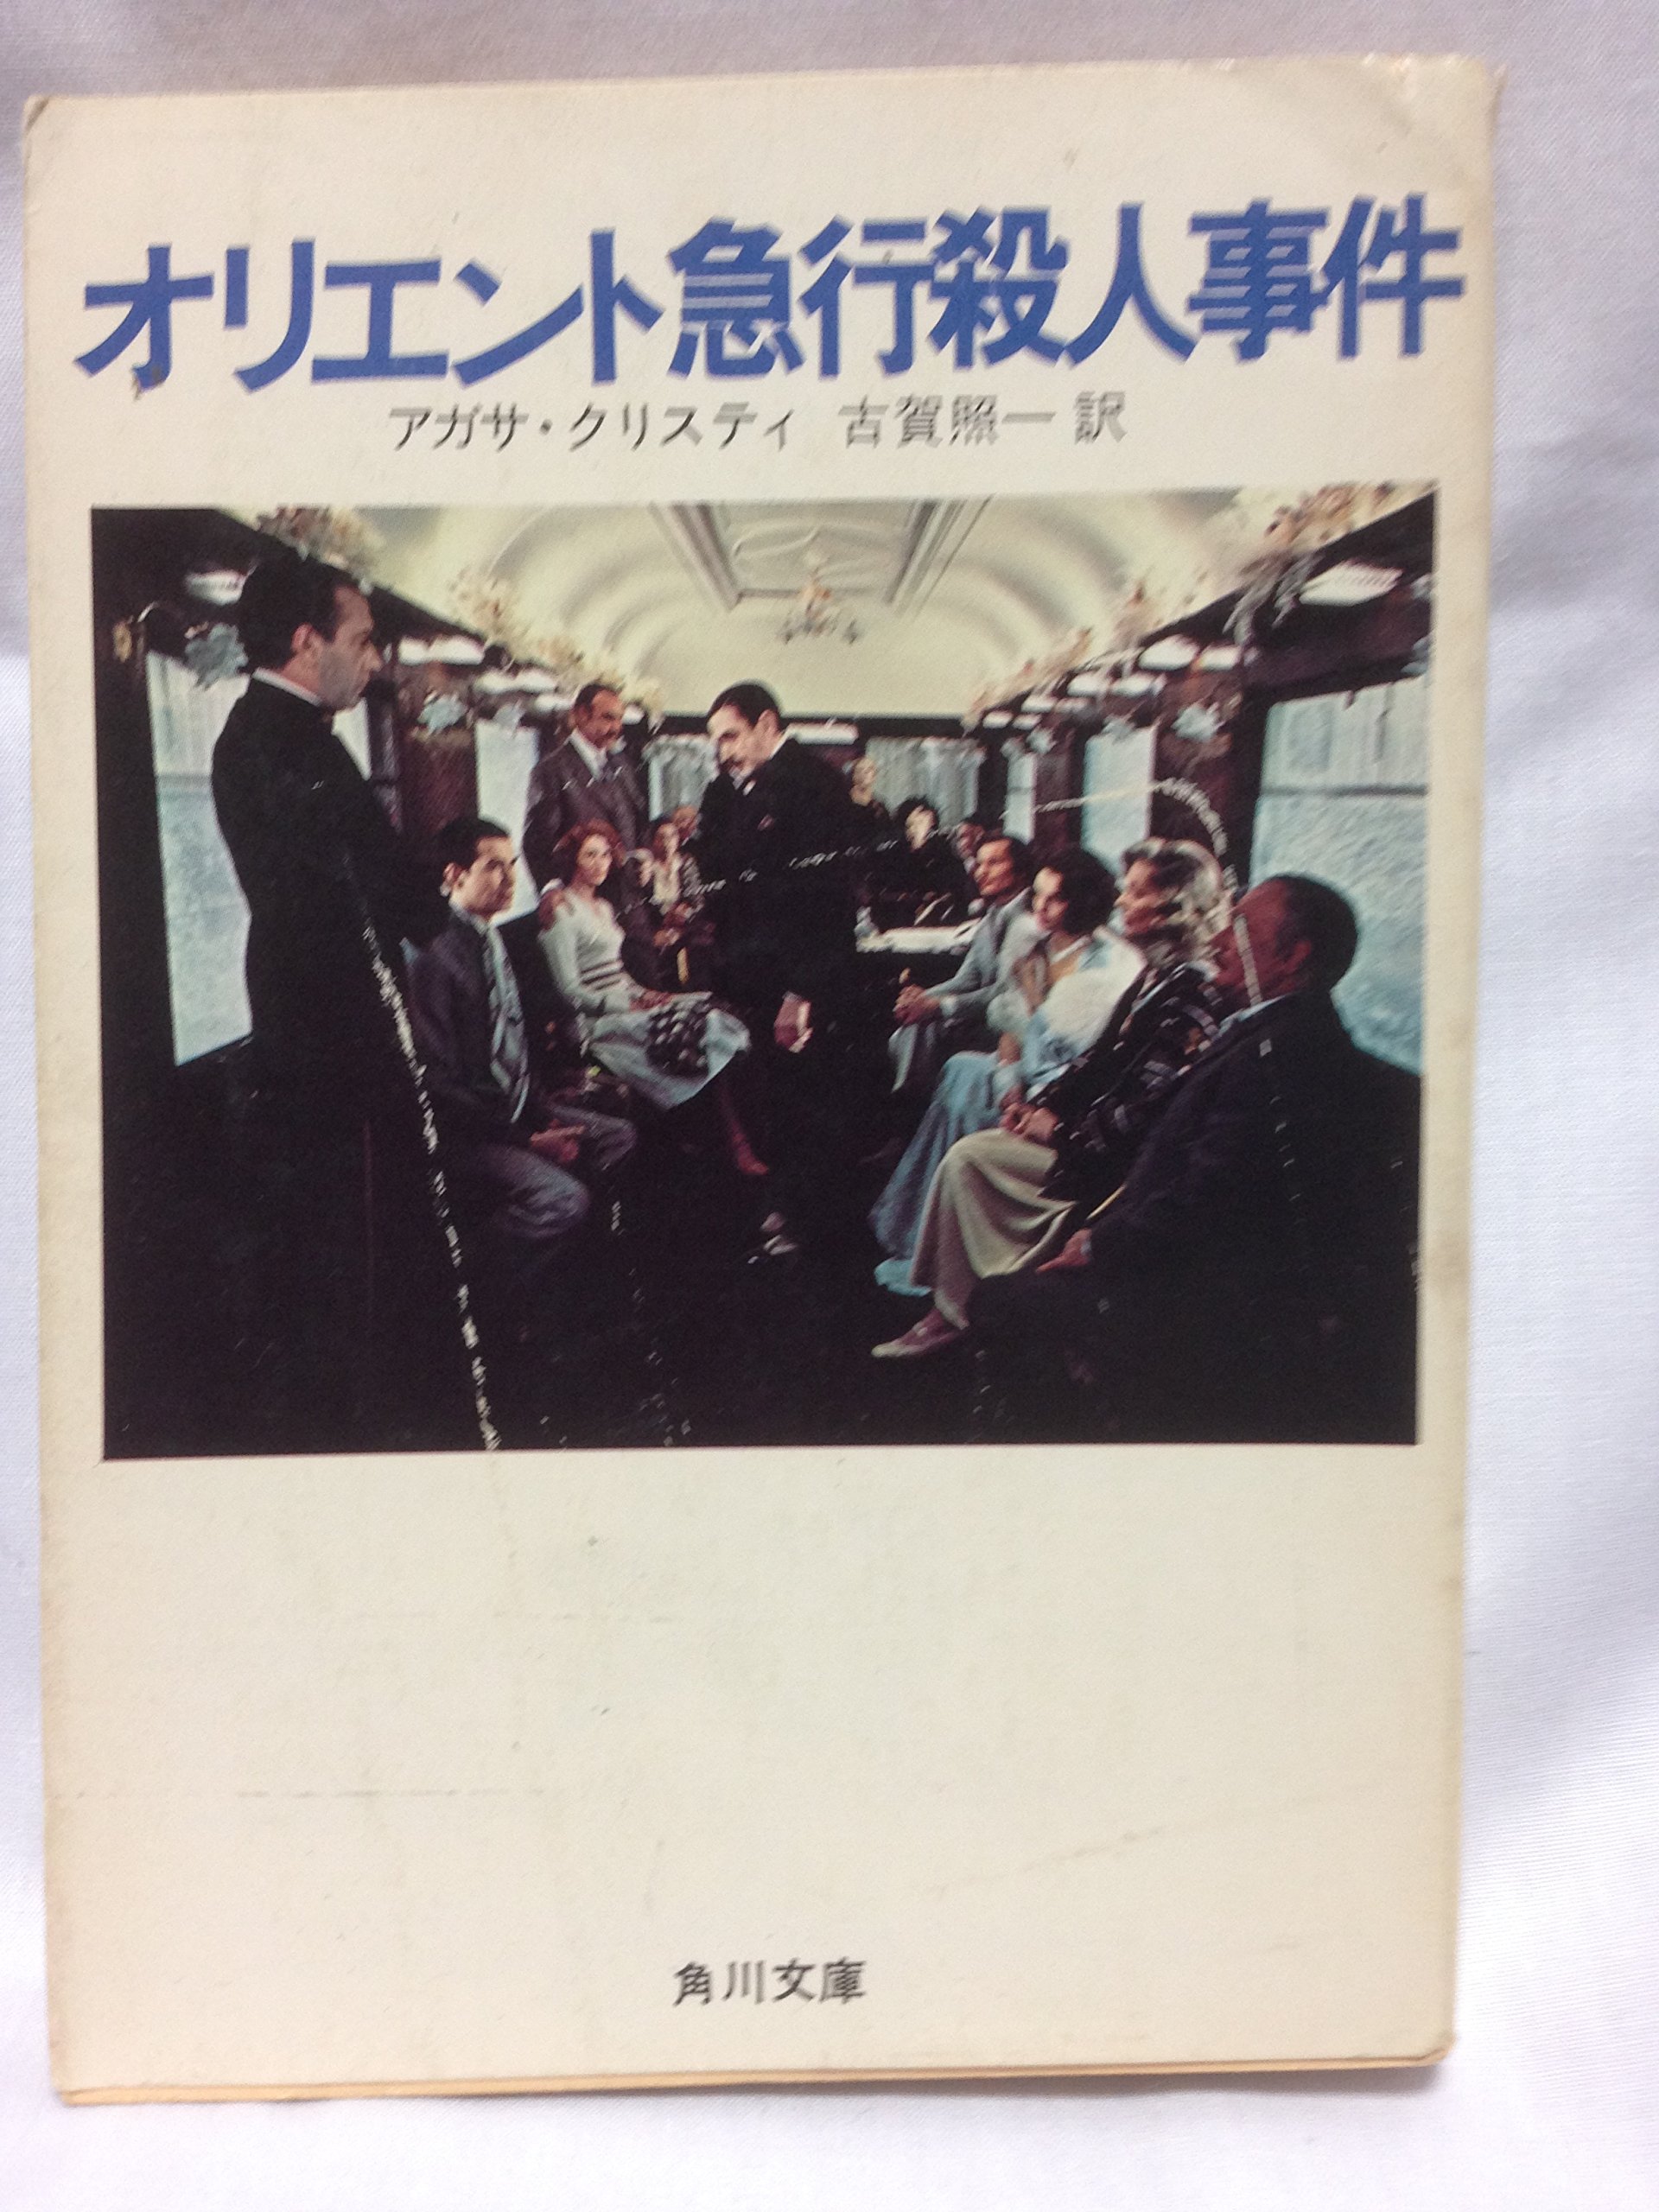 オリエント急行殺人事件
アガサ・クリスティ 古賀照一 訳
角川文庫